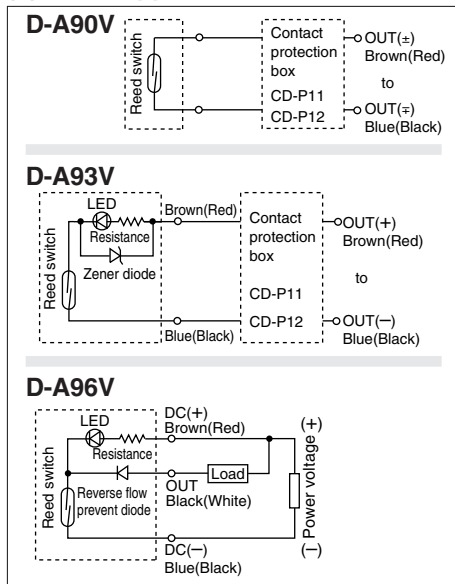 D-A90V
Reed switch
Contact
protection
box
CD-P11
CD-P12
OUT(±)
Brown(Red)
to
OUT(∓)
Blue(Black)
D-A93V
LED
Resistance
Zener diode
Reed switch
Brown(Red)
Blue(Black)
Contact
protection
box
CD-P11
CD-P12
OUT(+)
Brown(Red)
to
OUT(−)
Blue(Black)
D-A96V
LED
Resistance
Reverse flow
prevent diode
Reed switch
DC(+)
Brown(Red)
OUT
Black(White)
Load
DC(−)
Blue(Black)
(+)
Power voltage
(−)